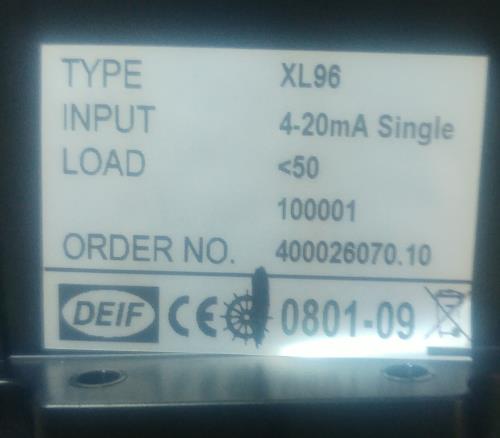 TYPE XL96
INPUT 4-20mA Single
LOAD <50
100001
ORDER NO. 400026070.10
DEIF CE 0801-09